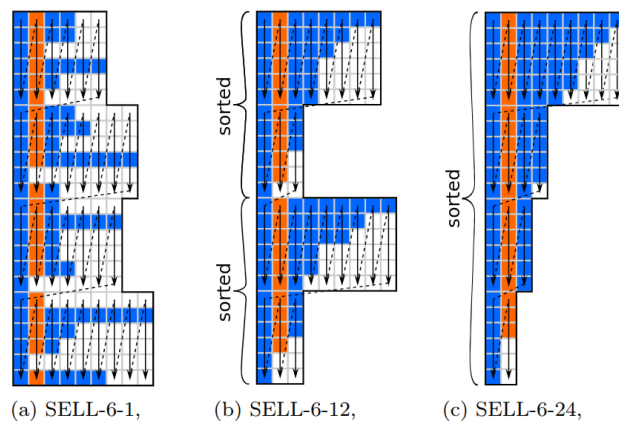 sorted
sorted
sorted
(a) SELL-6-1,
(b) SELL-6-12,
(c) SELL-6-24,